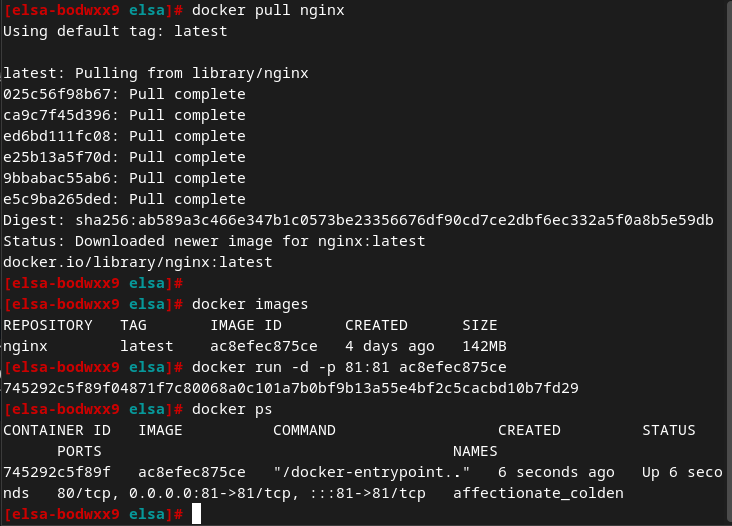 [elsa-bodwxx9 elsa]# docker pull nginx
Using default tag: latest
latest: Pulling from library/nginx
025c56f98b67: Pull complete
ca9c7f45d396: Pull complete
ed6bd111fc08: Pull complete
e25b13a5f70d: Pull complete
9bbabac55ab6: Pull complete
e5c9ba265ded: Pull complete
Digest: sha256:ab589a3c466e347b1c0573be23356676df90cd7ce2dbf6ec332a5f0a8b5e59db
Status: Downloaded newer image for nginx:latest
docker.io/library/nginx:latest
[elsa-bodwxx9 elsa]#
[elsa-bodwxx9 elsa]# docker images
REPOSITORY   TAG       IMAGE ID       CREATED      SIZE
nginx        latest    ac8efec875ce   4 days ago   142MB
[elsa-bodwxx9 elsa]# docker run -d -p 81:81 ac8efec875ce
745292c5f89f04871f7c80068a0c101a7b0bf9b13a55e4bf2c5cacbd10b7fd29
[elsa-bodwxx9 elsa]# docker ps
CONTAINER ID   IMAGE          COMMAND                  CREATED         STATUS
      PORTS                                       NAMES
745292c5f89f   ac8efec875ce   "/docker-entrypoint.."   6 seconds ago   Up 6 seco
nds   80/tcp, 0.0.0.0:81->81/tcp, :::81->81/tcp   affectionate_colden
[elsa-bodwxx9 elsa]#